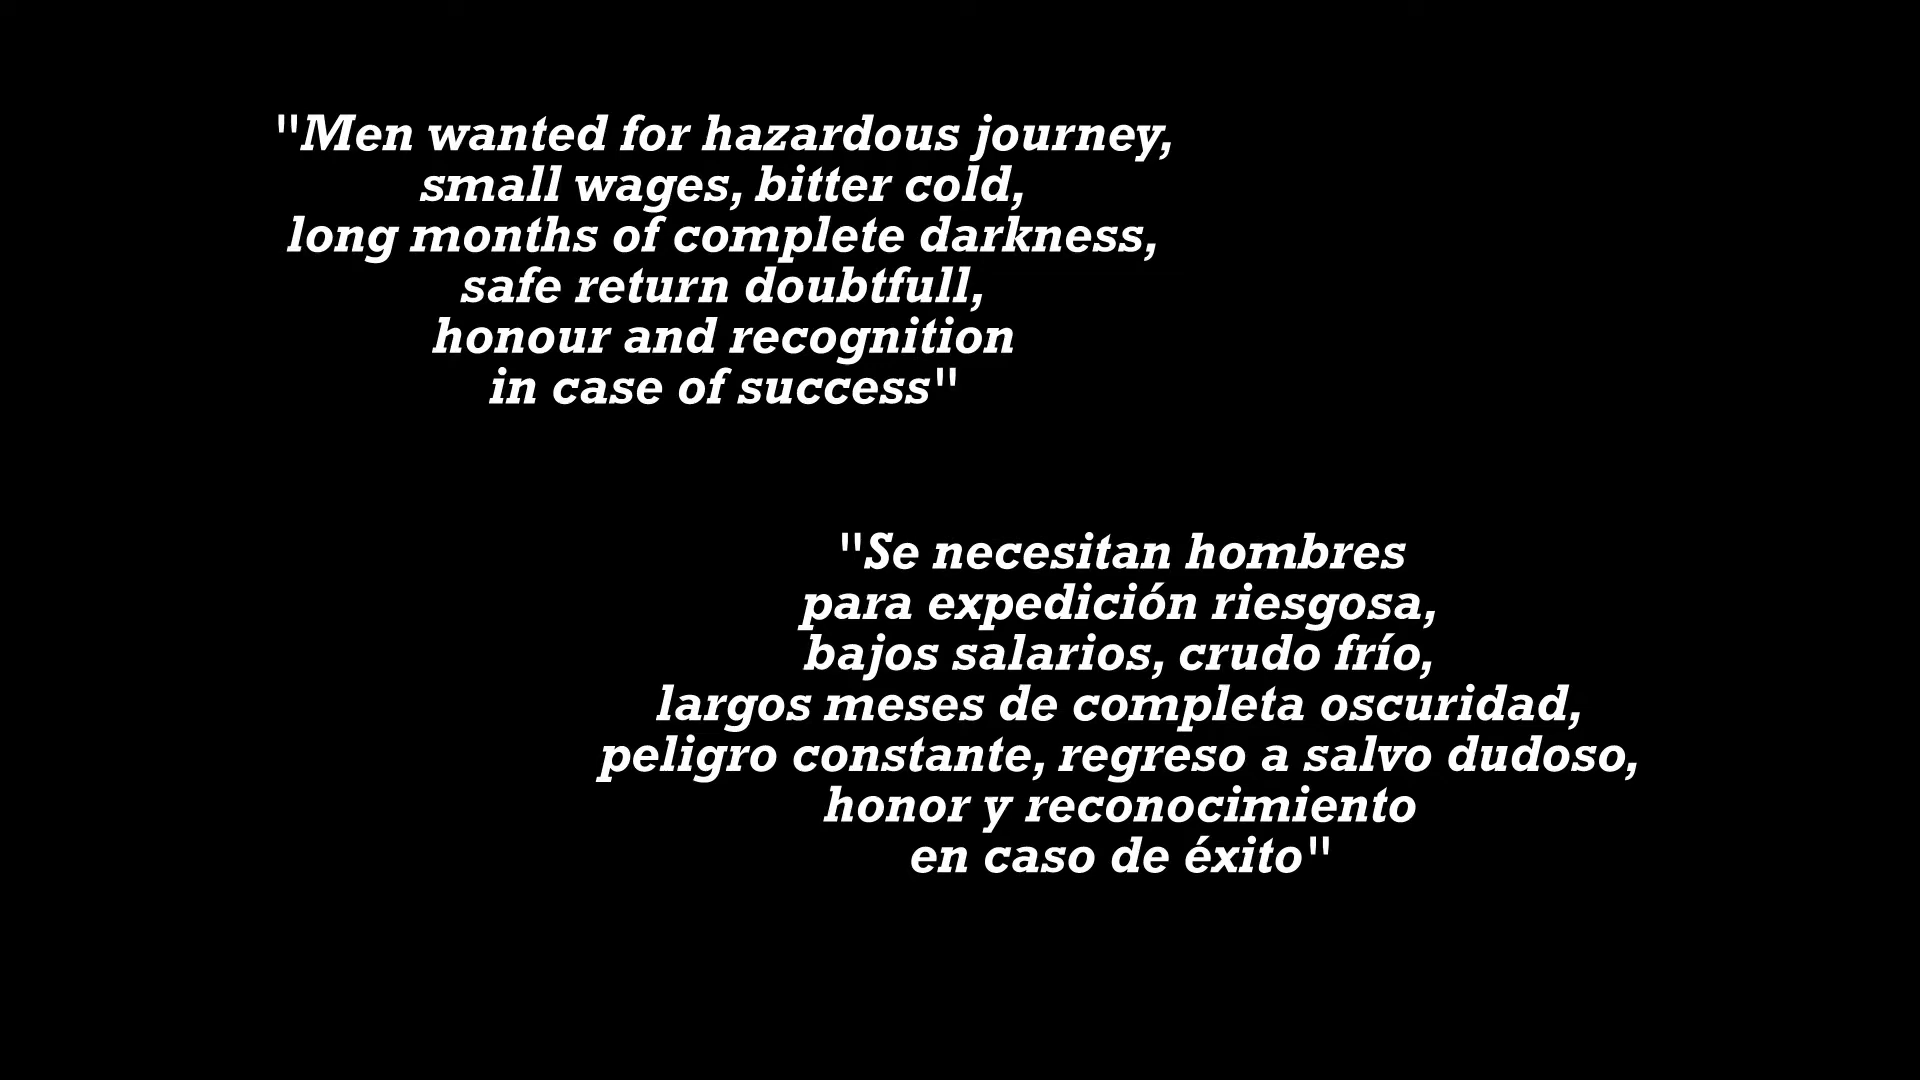 "Men wanted for hazardous journey,
small wages, bitter cold,
long months of complete darkness,
safe return doubtfull,
honour and recognition
in case of success"
"Se necesitan hombres
para expedición riesgosa,
bajos salarios, crudo frío,
largos meses de completa oscuridad,
peligro constante, regreso a salvo dudoso,
honor y reconocimiento
en caso de éxito"